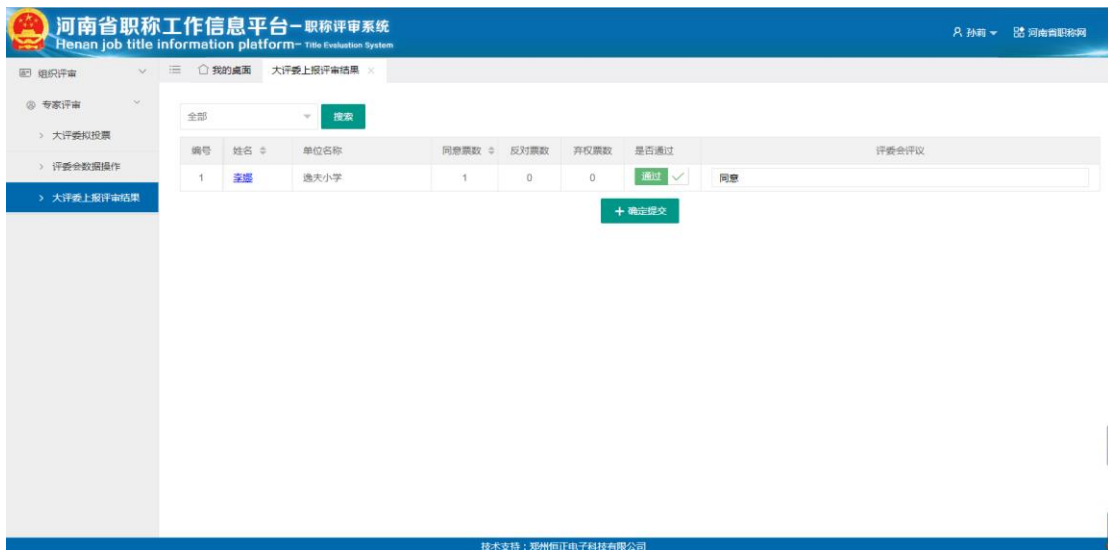 河南省职称工作信息平台-职称评审系统
Henan job title information platform- Title Evaluation System
孙莉 河南省职称网
组织评审
我的桌面 大评委上报评审结果 ×
专家评审
全部 搜索
> 大评委拟投票
编号 姓名 单位名称 同意票数 反对票数 弃权票数 是否通过 评委会评议
> 评委会数据操作
1 李娜 逸夫小学 1 0 0 通过 同意
> 大评委上报评审结果
+ 确定提交
技术支持：郑州恒正电子科技有限公司